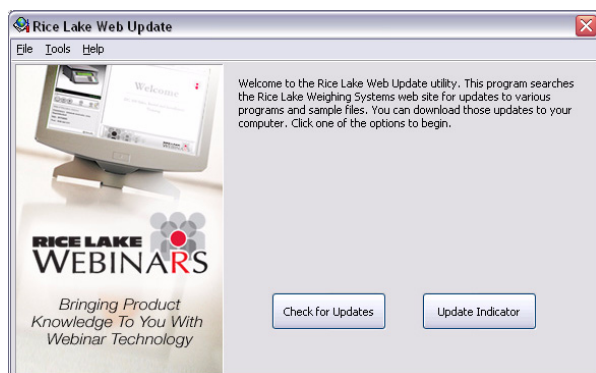 Rice Lake Web Update
File Tools Help
Welcome
Welcome to the Rice Lake Web Update utility. This program searches
the Rice Lake Weighing Systems web site for updates to various
programs and sample files. You can download those updates to your
computer. Click one of the options to begin.
RICE LAKE
WEBINARS
Bringing Product
Knowledge To You With
Webinar Technology
Check for Updates
Update Indicator